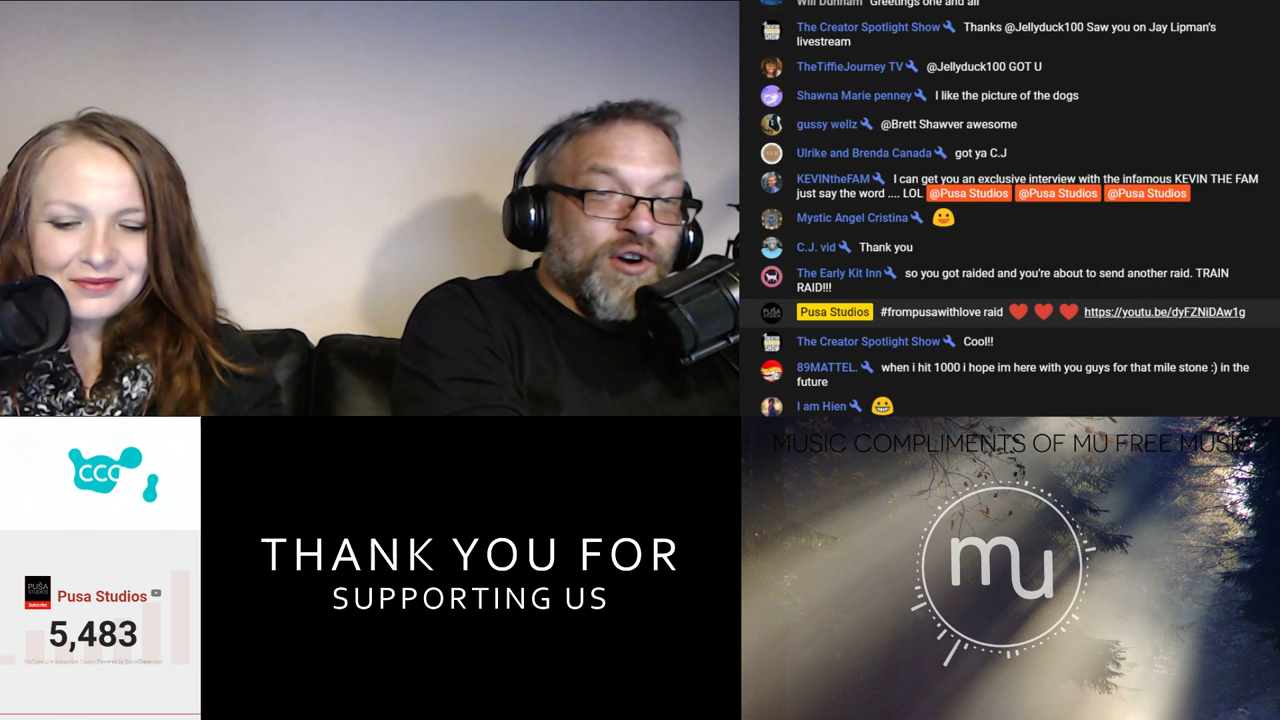 Will Dunham Greetings one and all
The Creator Spotlight Show Thanks @Jellyduck100 Saw you on Jay Lipman's
livestream
TheTiffieJourney TV @Jellyduck100 GOT U
Shawna Marie penney I like the picture of the dogs
gussy wellz @Brett Shawver awesome
Ulrike and Brenda Canada got ya C.J
KEVINtheFAM I can get you an exclusive interview with the infamous KEVIN THE FAM
just say the word .... LOL @Pusa Studios @Pusa Studios @Pusa Studios
Mystic Angel Cristina
C.J. vid Thank you
The Early Kit Inn so you got raided and you're about to send another raid. TRAIN
RAID!!!
Pusa Studios #frompusawithlove raid https://youtu.be/dyFZNiDAw1g
The Creator Spotlight Show Cool!!
89MATTEL. when i hit 1000 i hope im here with you guys for that mile stone :) in the
future
I am Hien
CCC
PUŠA
STUDIOS
Subscribe
Pusa Studios
5,483
THANK YOU FOR
SUPPORTING US
MUSIC COMPLIMENTS OF MU FREE MUSIC
mu